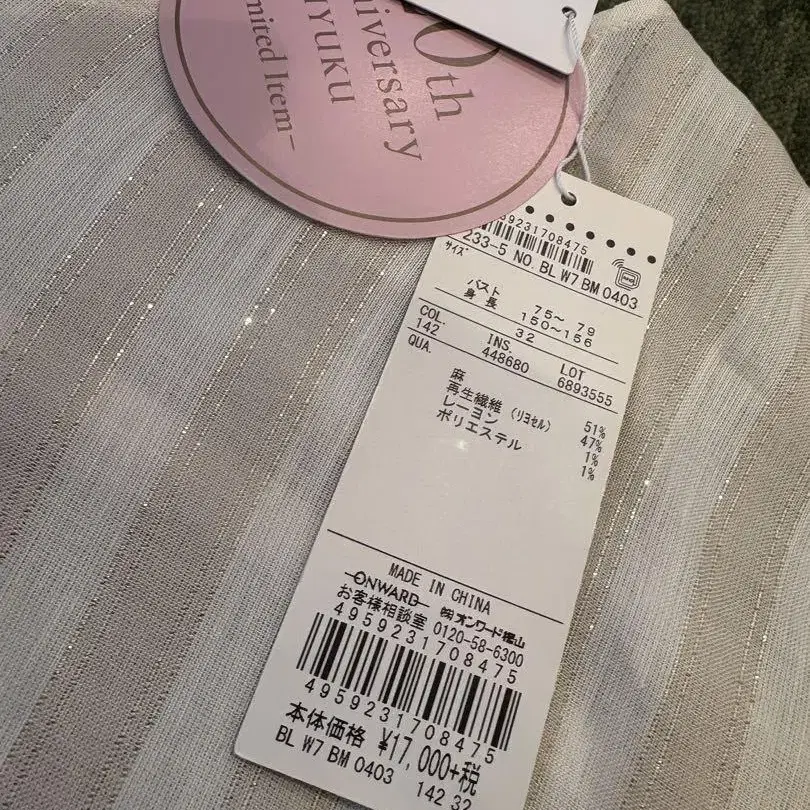 0th
niversary
IYUKU
mited Item-
39231708475
233-5 NO. BL W7 BM 0403
サイズ
バスト 75～ 79
身長 150～156
32
COL. INS. LOT
142 448680 6893555
QUA.
麻 51%
再生繊維 (リヨセル) 47%
レーヨン 1%
ポリエステル 1%
MADE IN CHINA
ONWARD ㈱オンワード樫山
お客様相談室 0120-58-6300
4959231708475
4959231708475
本体価格 ¥17,000+税
BL W7 BM 0403 142 32